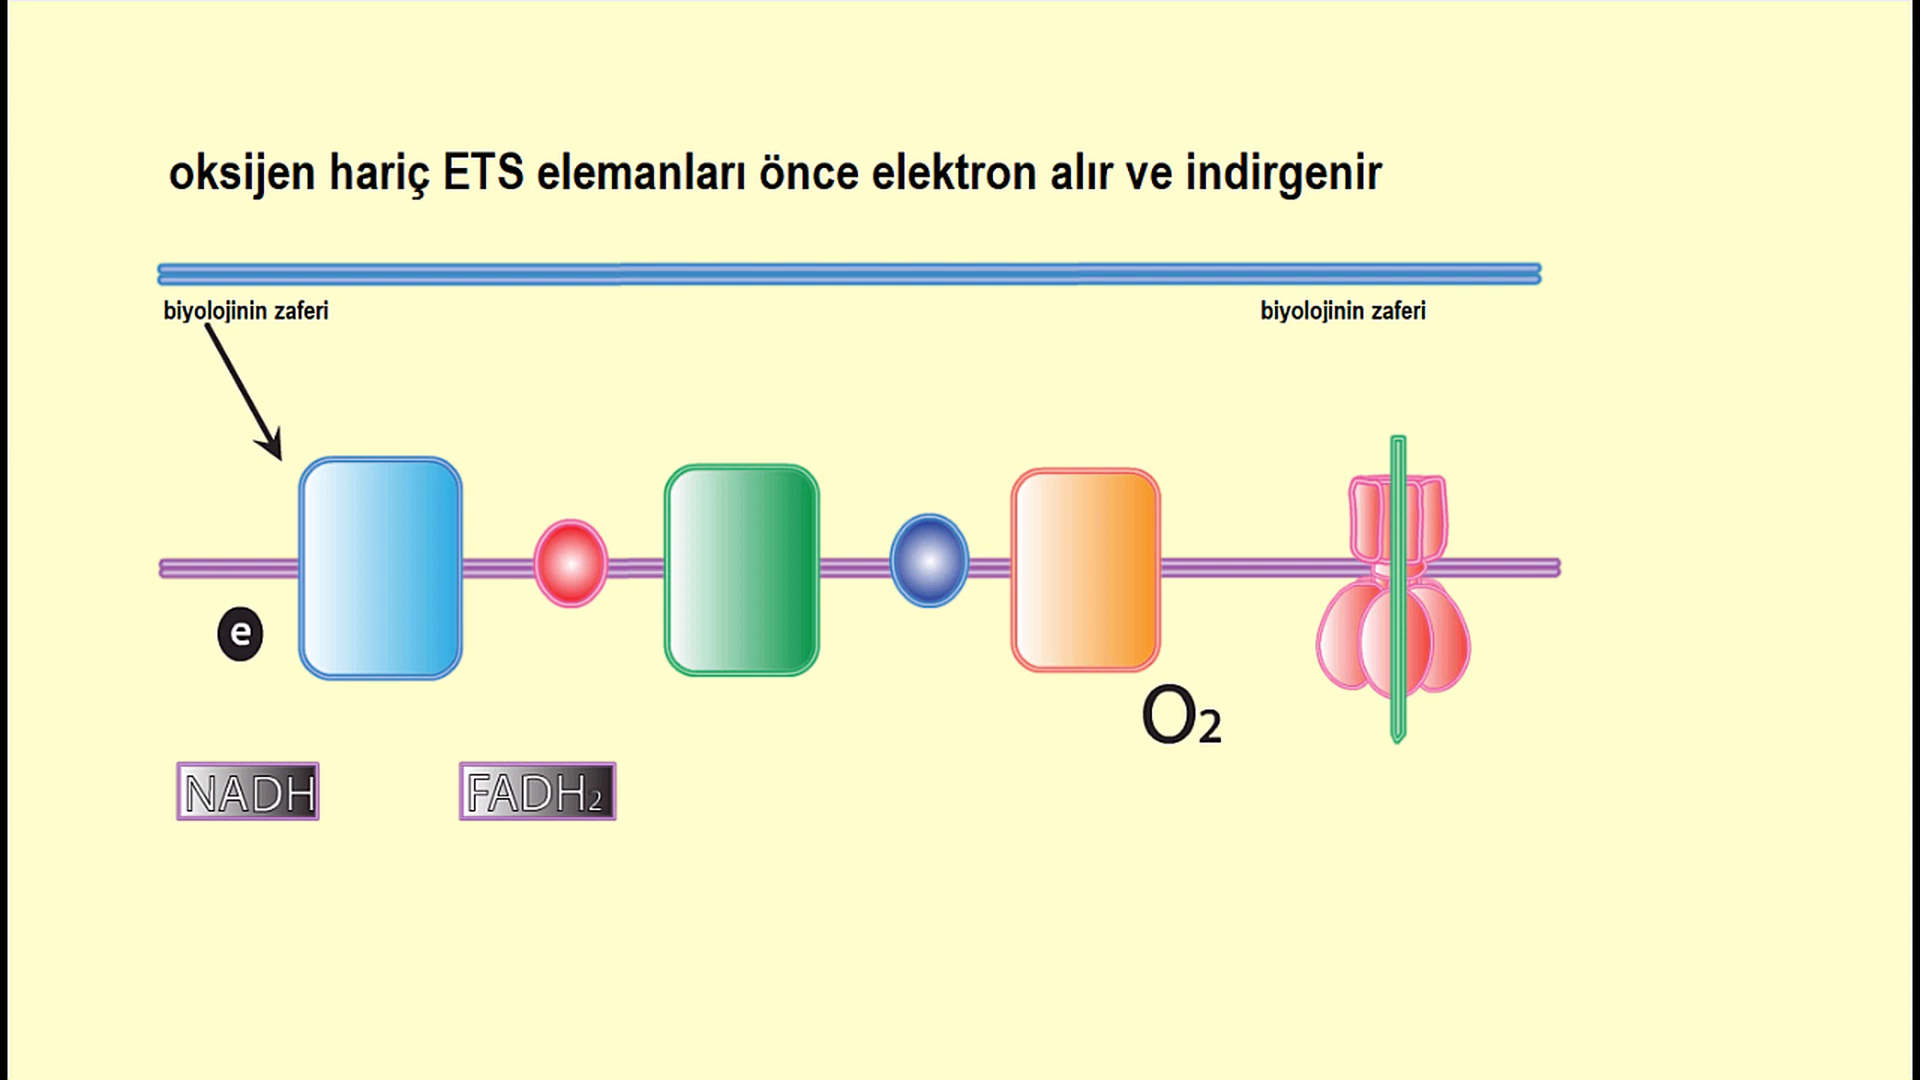 oksijen hariç ETS elemanları önce elektron alır ve indirgenir
biyolojinin zaferi
biyolojinin zaferi
e
O₂
NADH
FADH₂